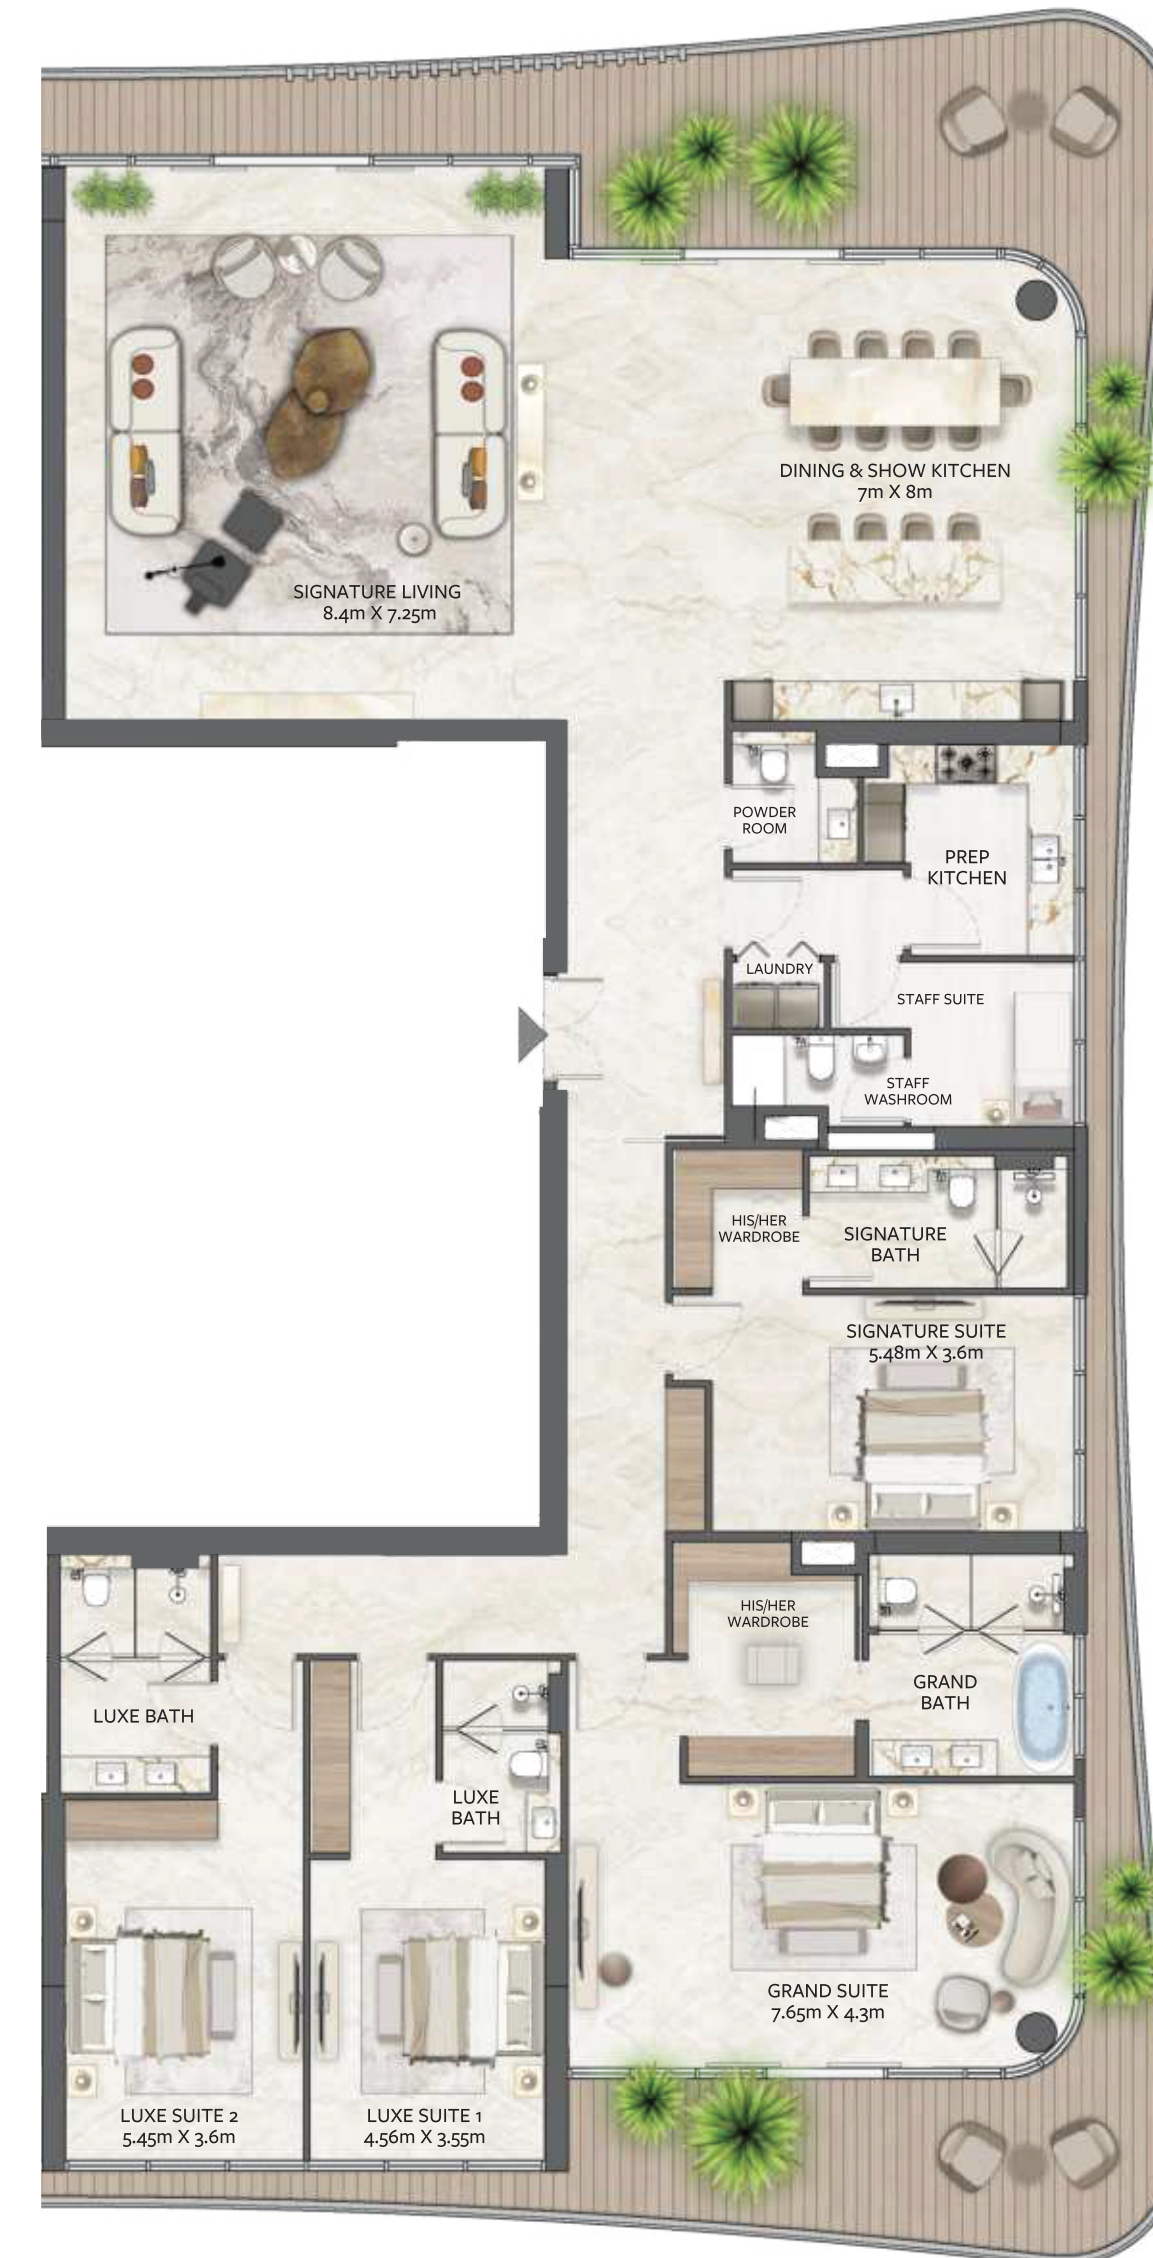 DINING & SHOW KITCHEN
7m X 8m
SIGNATURE LIVING
8.4m X 7.25m
POWDER
ROOM
PREP
KITCHEN
LAUNDRY
STAFF SUITE
STAFF
WASHROOM
HIS/HER
WARDROBE
SIGNATURE
BATH
SIGNATURE SUITE
5.48m X 3.6m
HIS/HER
WARDROBE
GRAND
BATH
LUXE BATH
LUXE
BATH
GRAND SUITE
7.65m X 4.3m
LUXE SUITE 2
5.45m X 3.6m
LUXE SUITE 1
4.56m X 3.55m